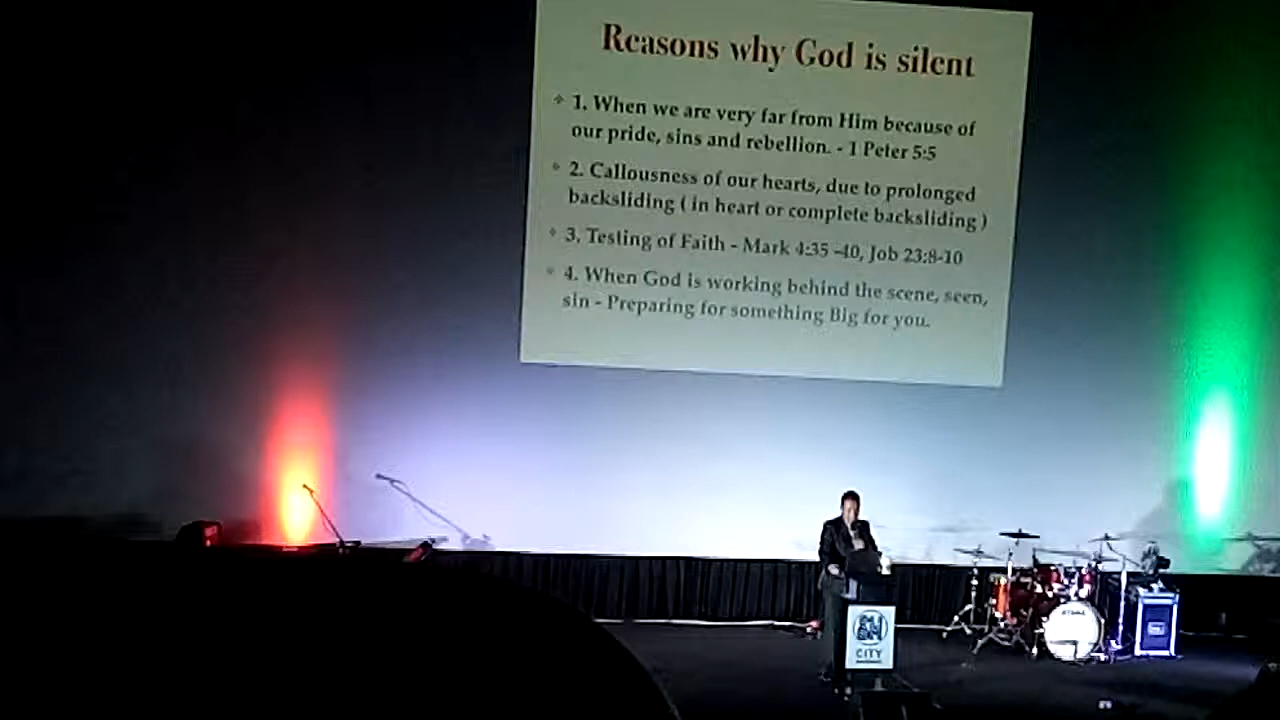 Reasons why God is silent
1. When we are very far from Him because of
our pride, sins and rebellion. - 1 Peter 5:5
2. Callousness of our hearts, due to prolonged
backsliding ( in heart or complete backsliding )
3. Testing of Faith - Mark 4:35 -40, Job 23:8-10
4. When God is working behind the scene, seen,
sin - Preparing for something Big for you.
SM
CITY